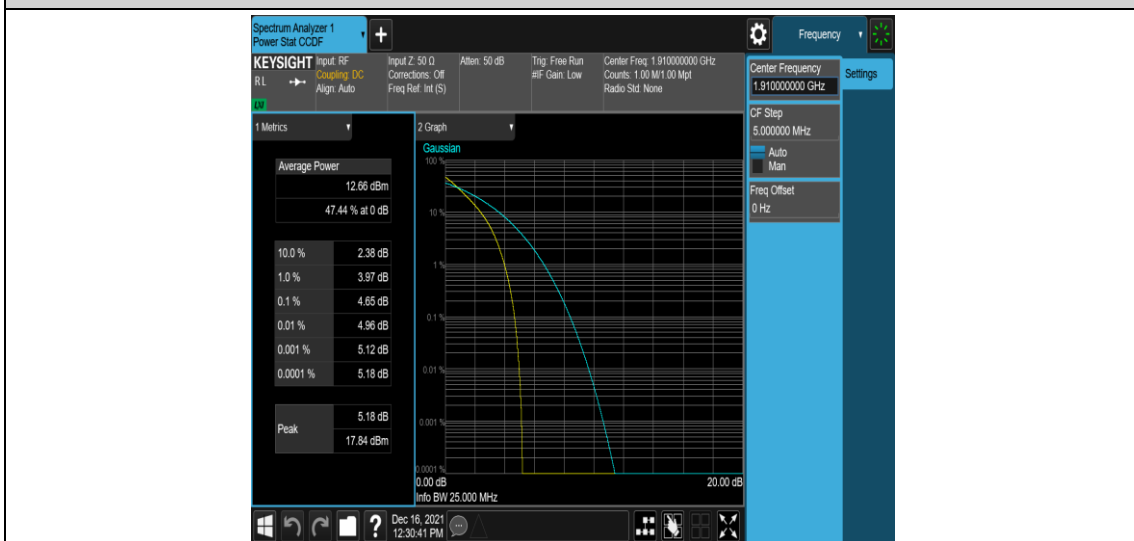 Spectrum Analyzer 1
Power Stat CCDF
+
Frequency
KEYSIGHT
RL
LXI
Input: RF
Coupling: DC
Align: Auto
Input Z: 50 Ω
Corrections: Off
Freq Ref: Int (S)
Atten: 50 dB
Trig: Free Run
#IF Gain: Low
Center Freq: 1.910000000 GHz
Counts: 1.00 M/1.00 Mpt
Radio Std: None
Center Frequency
1.910000000 GHz
Settings
CF Step
5.000000 MHz
Auto
Man
Freq Offset
0 Hz
1 Metrics
Average Power
12.66 dBm
47.44 % at 0 dB
10.0 % 2.38 dB
1.0 % 3.97 dB
0.1 % 4.65 dB
0.01 % 4.96 dB
0.001 % 5.12 dB
0.0001 % 5.18 dB
Peak
5.18 dB
17.84 dBm
2 Graph
Gaussian
100 %
10 %
1 %
0.1 %
0.01 %
0.001 %
0.0001 %
0.00 dB 20.00 dB
Info BW 25.000 MHz
?
Dec 16, 2021
12:30:41 PM